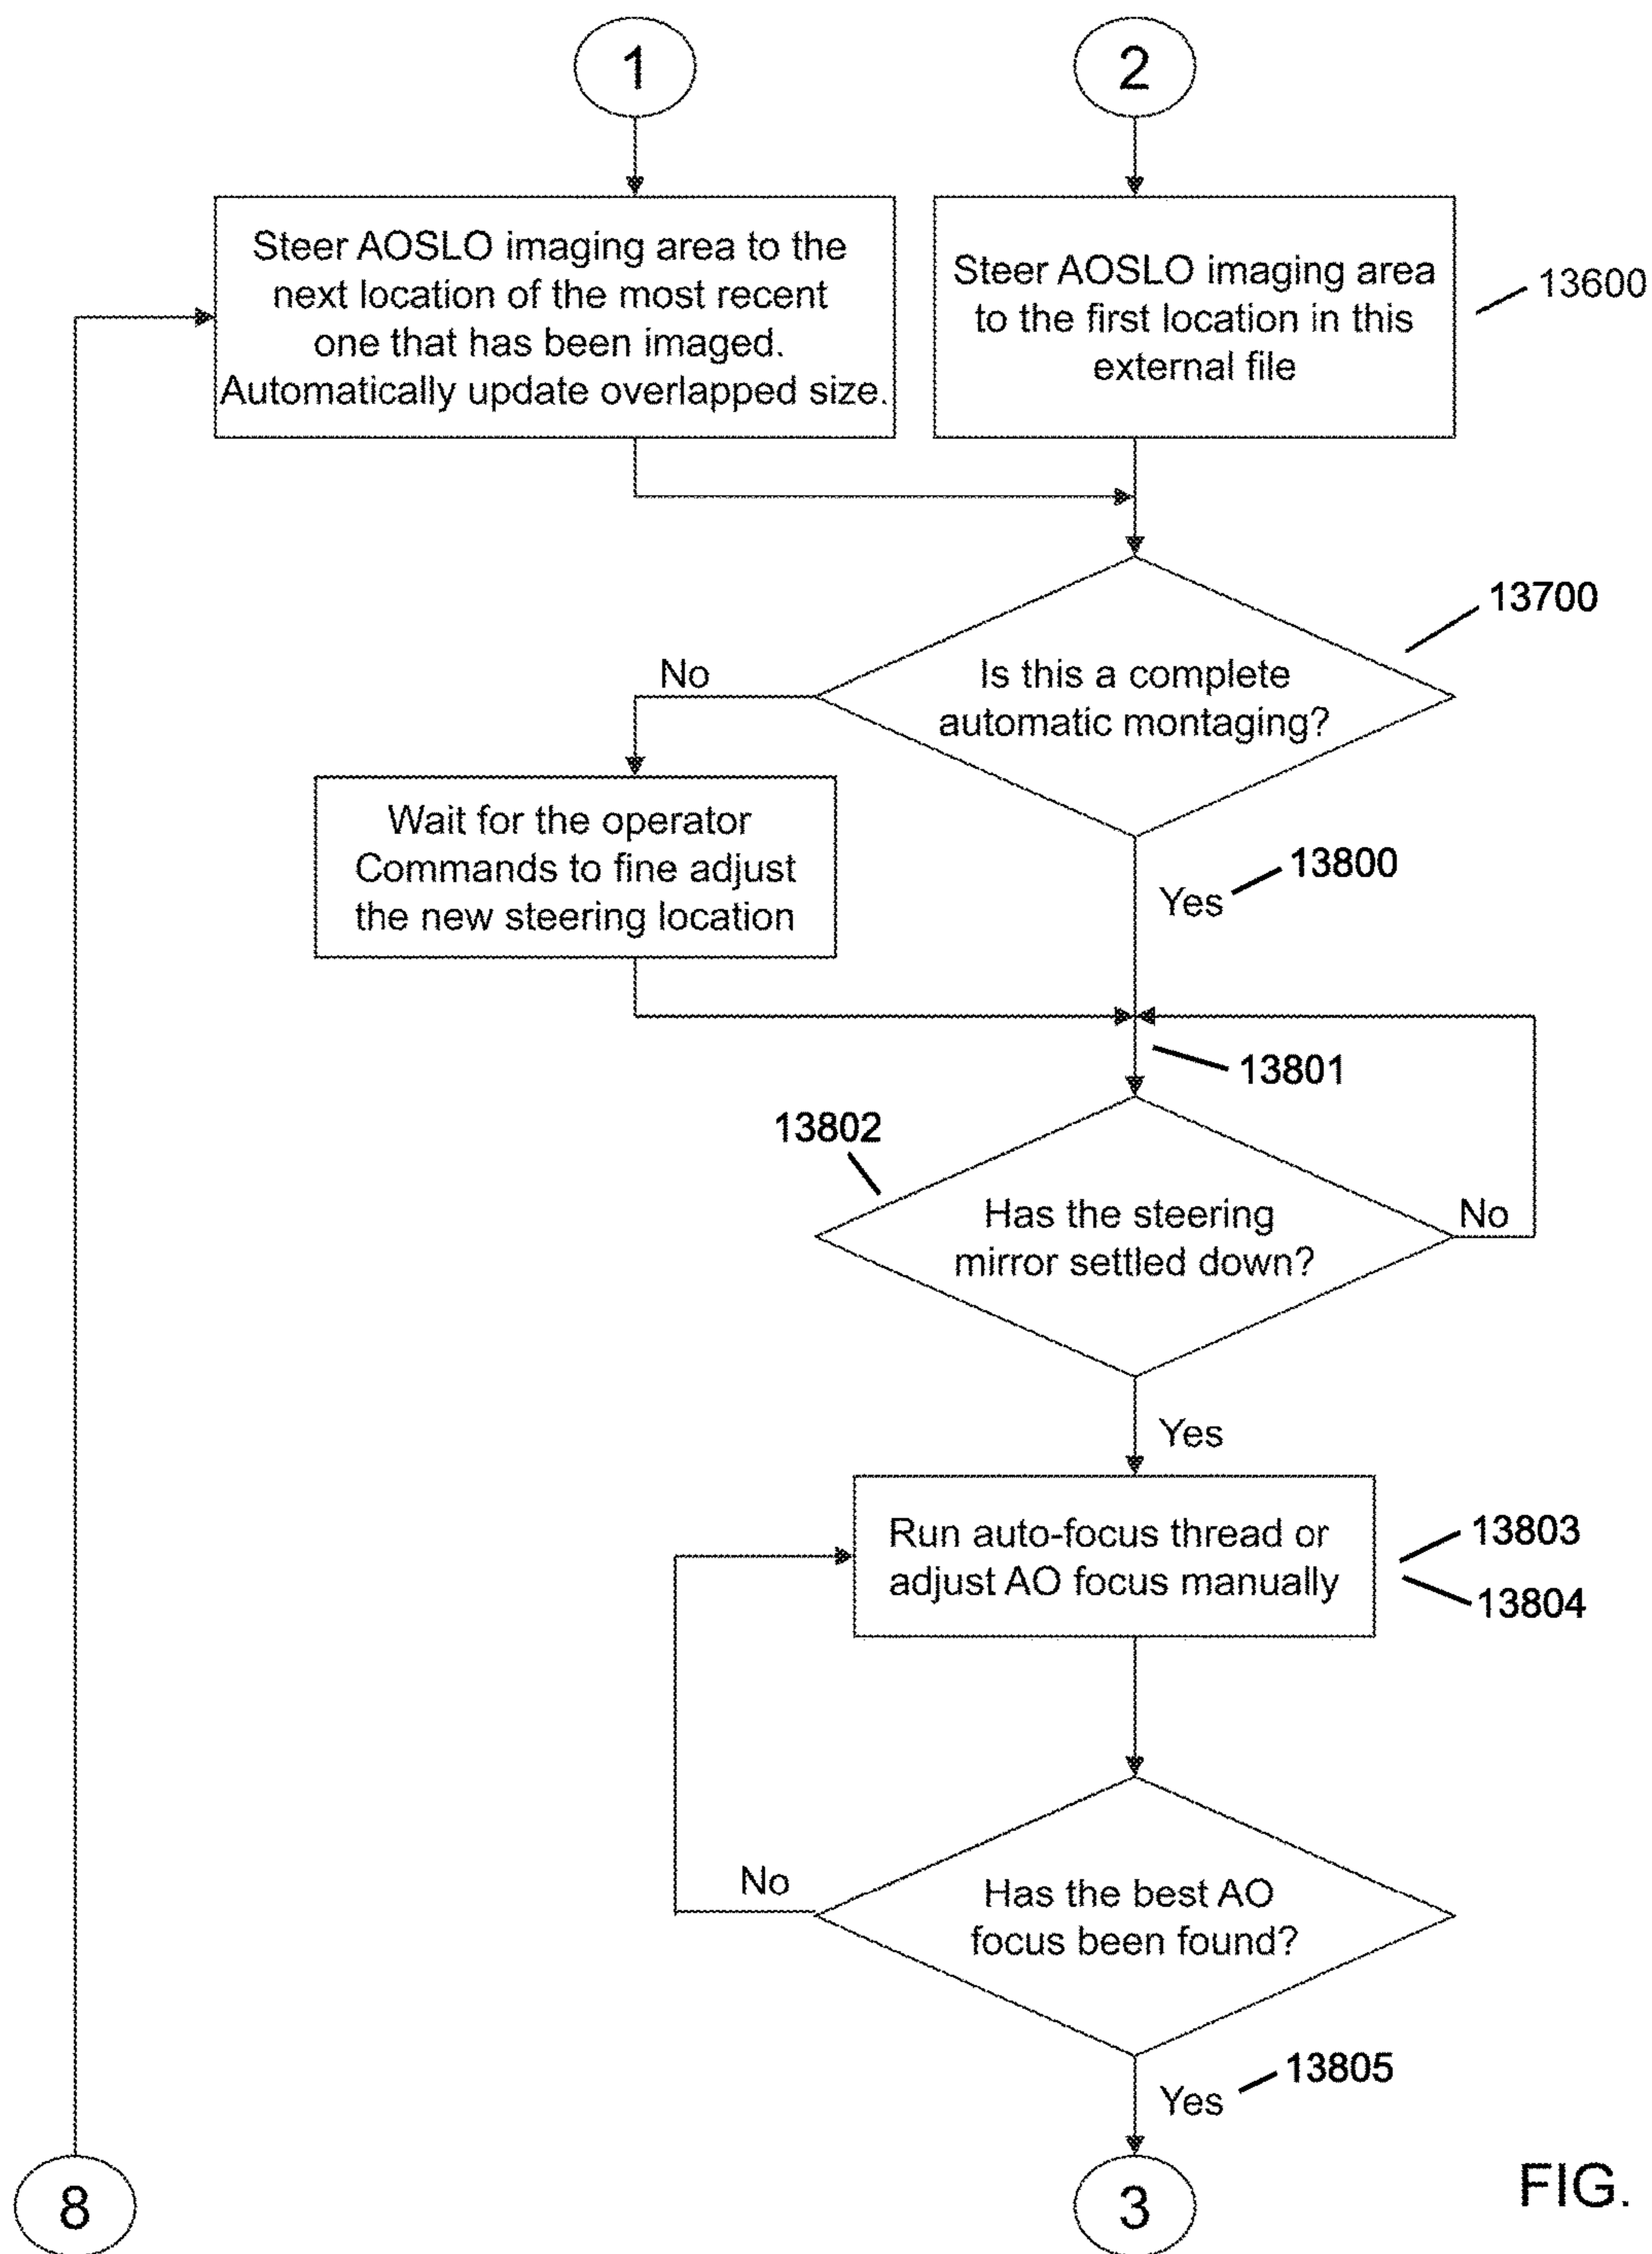 1
2
Steer AOSLO imaging area to the
next location of the most recent
one that has been imaged.
Automatically update overlapped size.
Steer AOSLO imaging area
to the first location in this
external file
13600
13700
Is this a complete
automatic montaging?
No
Wait for the operator
Commands to fine adjust
the new steering location
13800
Yes
13801
13802
Has the steering
mirror settled down?
No
Yes
Run auto-focus thread or
adjust AO focus manually
13803
13804
No
Has the best AO
focus been found?
13805
Yes
8
3
FIG.